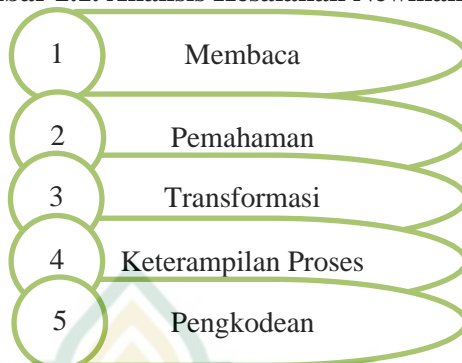 1 Membaca
2 Pemahaman
3 Transformasi
4 Keterampilan Proses
5 Pengkodean